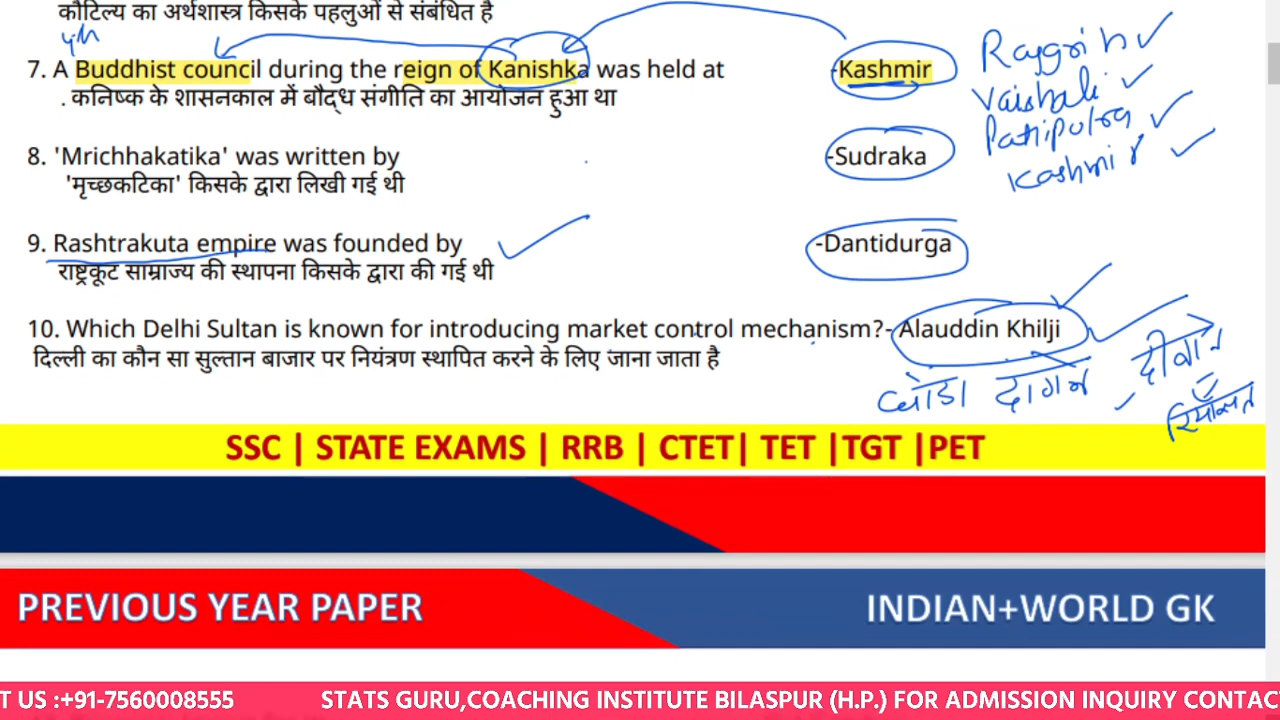 कौटिल्य का अर्थशास्त्र किसके पहलुओं से संबंधित है
4th
7. A Buddhist council during the reign of Kanishka was held at -Kashmir
. कनिष्क के शासनकाल में बौद्ध संगीति का आयोजन हुआ था
Rajgrih
Vaishali
Patliputra
Kashmir
8. 'Mrichhakatika' was written by -Sudraka
'मृच्छकटिका' किसके द्वारा लिखी गई थी
9. Rashtrakuta empire was founded by -Dantidurga
राष्ट्रकूट साम्राज्य की स्थापना किसके द्वारा की गई थी
10. Which Delhi Sultan is known for introducing market control mechanism?- Alauddin Khilji
दिल्ली का कौन सा सुल्तान बाजार पर नियंत्रण स्थापित करने के लिए जाना जाता है
दीवान
दागने
SSC | STATE EXAMS | RRB | CTET| TET |TGT |PET
PREVIOUS YEAR PAPER INDIAN+WORLD GK
T US :+91-7560008555 STATS GURU,COACHING INSTITUTE BILASPUR (H.P.) FOR ADMISSION INQUIRY CONTAC